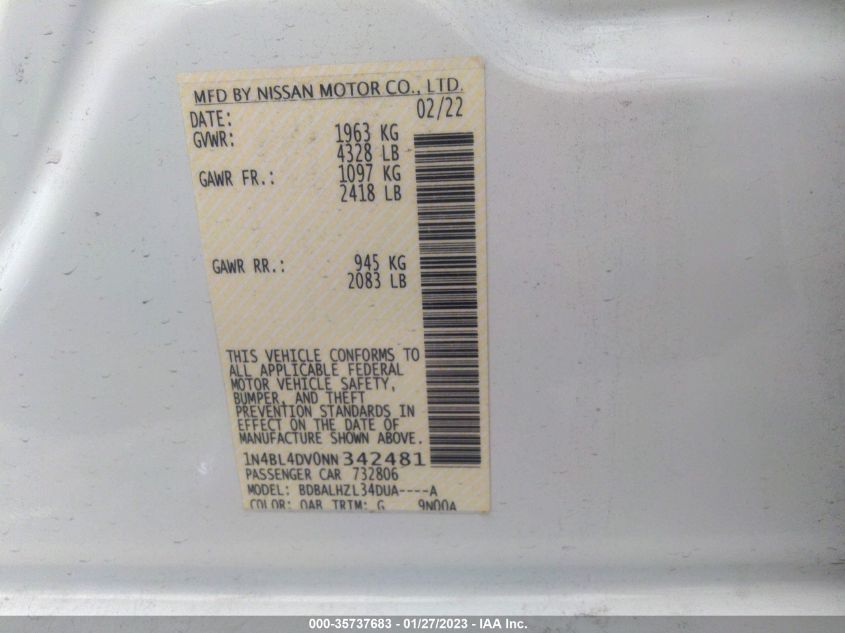 MFD BY NISSAN MOTOR CO., LTD.
DATE: 02/22
GVWR: 1963 KG
4328 LB
GAWR FR.: 1097 KG
2418 LB
GAWR RR.: 945 KG
2083 LB
THIS VEHICLE CONFORMS TO
ALL APPLICABLE FEDERAL
MOTOR VEHICLE SAFETY,
BUMPER, AND THEFT
PREVENTION STANDARDS IN
EFFECT ON THE DATE OF
MANUFACTURE SHOWN ABOVE.
1N4BL4DV0NN342481
PASSENGER CAR 732806
MODEL: BDBALHZL34DUA----A
COLOR: QAB TRIM: G 9N00A
000-35737683 - 01/27/2023 - IAA Inc.